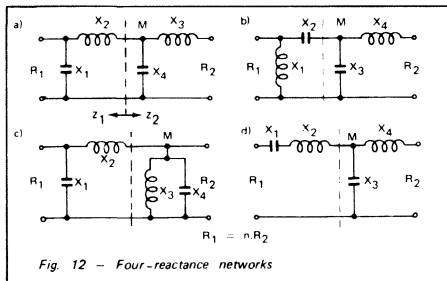 a)
X₂
M
X₃
R₁
X₁
X₄
R₂
z₁
z₂
b)
X₂
M
X₄
R₁
X₁
X₃
R₂
c)
M
X₂
R₁
X₁
X₃
X₄
R₂
d)
X₁
X₂
M
X₄
R₁
X₃
R₂
R₁ = n.R₂
Fig. 12 – Four-reactance networks